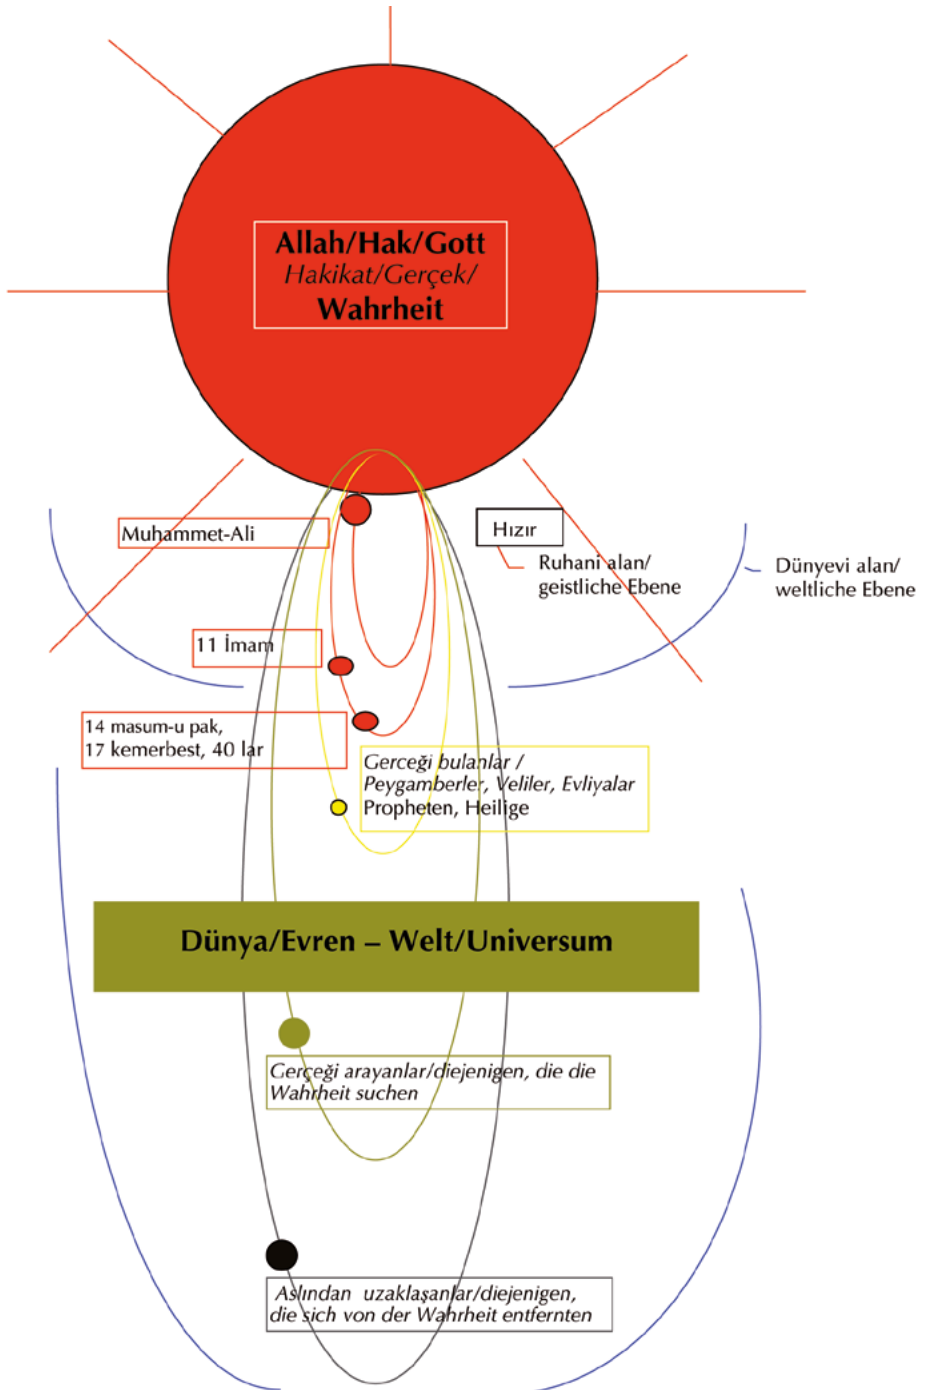 Allah/Hak/Gott
Hakikat/Gerçek/
Wahrheit
Muhammet-Ali
Hızır
Ruhani alan/
geistliche Ebene
Dünyevi alan/
weltliche Ebene
11 İmam
14 masum-u pak,
17 kemerbest, 40 lar
Gerceği bulanlar /
Peygamberler, Veliler, Evliyalar
Propheten, Heilige
Dünya/Evren – Welt/Universum
Gerçeği arayanlar/diejenigen, die die
Wahrheit suchen
Aslından uzaklaşanlar/diejenigen,
die sich von der Wahrheit entfernten